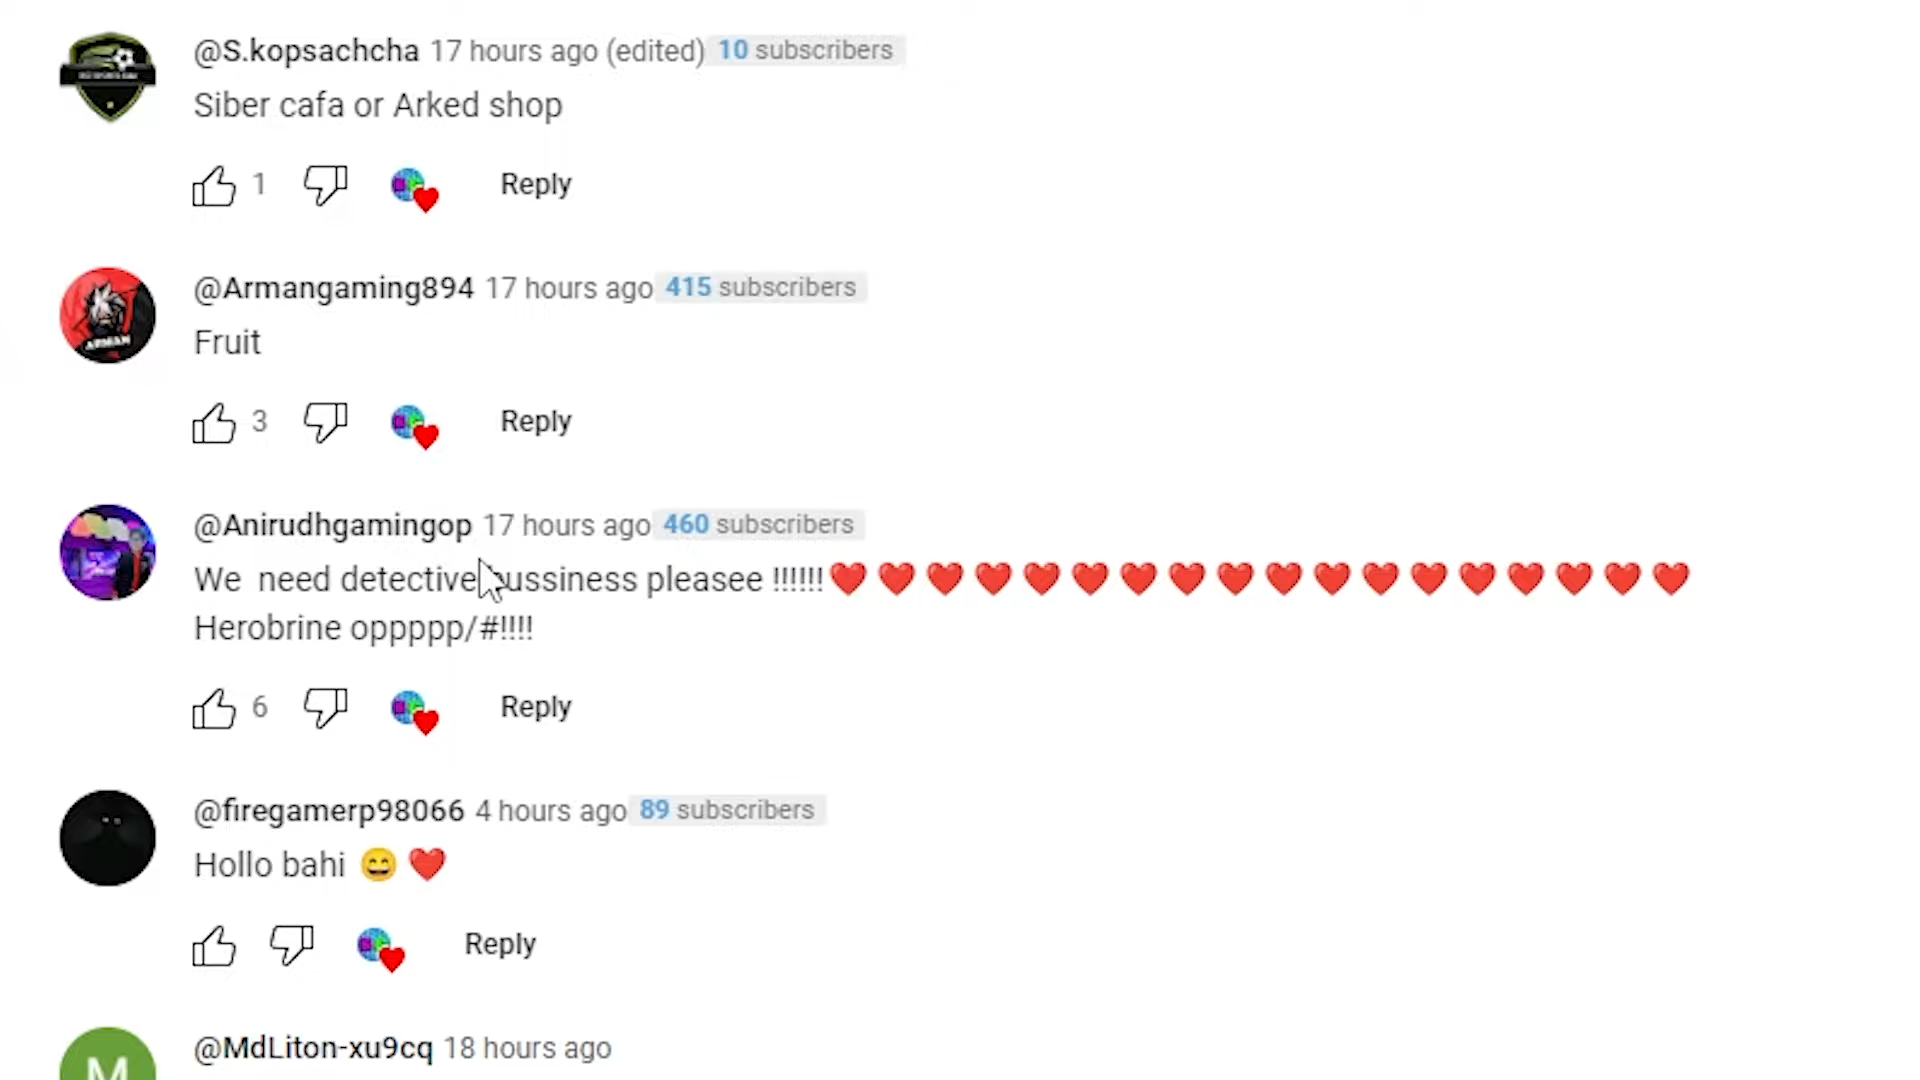 @S.kopsachcha 17 hours ago (edited) 10 subscribers
Siber cafa or Arked shop
1 Reply
@Armangaming894 17 hours ago 415 subscribers
ARMAN
Fruit
3 Reply
@Anirudhgamingop 17 hours ago 460 subscribers
We need detective pleasee !!!!!!❤️❤️❤️❤️❤️❤️❤️❤️❤️❤️❤️❤️❤️❤️❤️❤️❤️❤️
Herobrine oppppp/#!!!!
6 Reply
@firegamerp98066 4 hours ago 89 subscribers
Hollo bahi 😄 ❤️
Reply
M
@MdLiton-xu9cq 18 hours ago